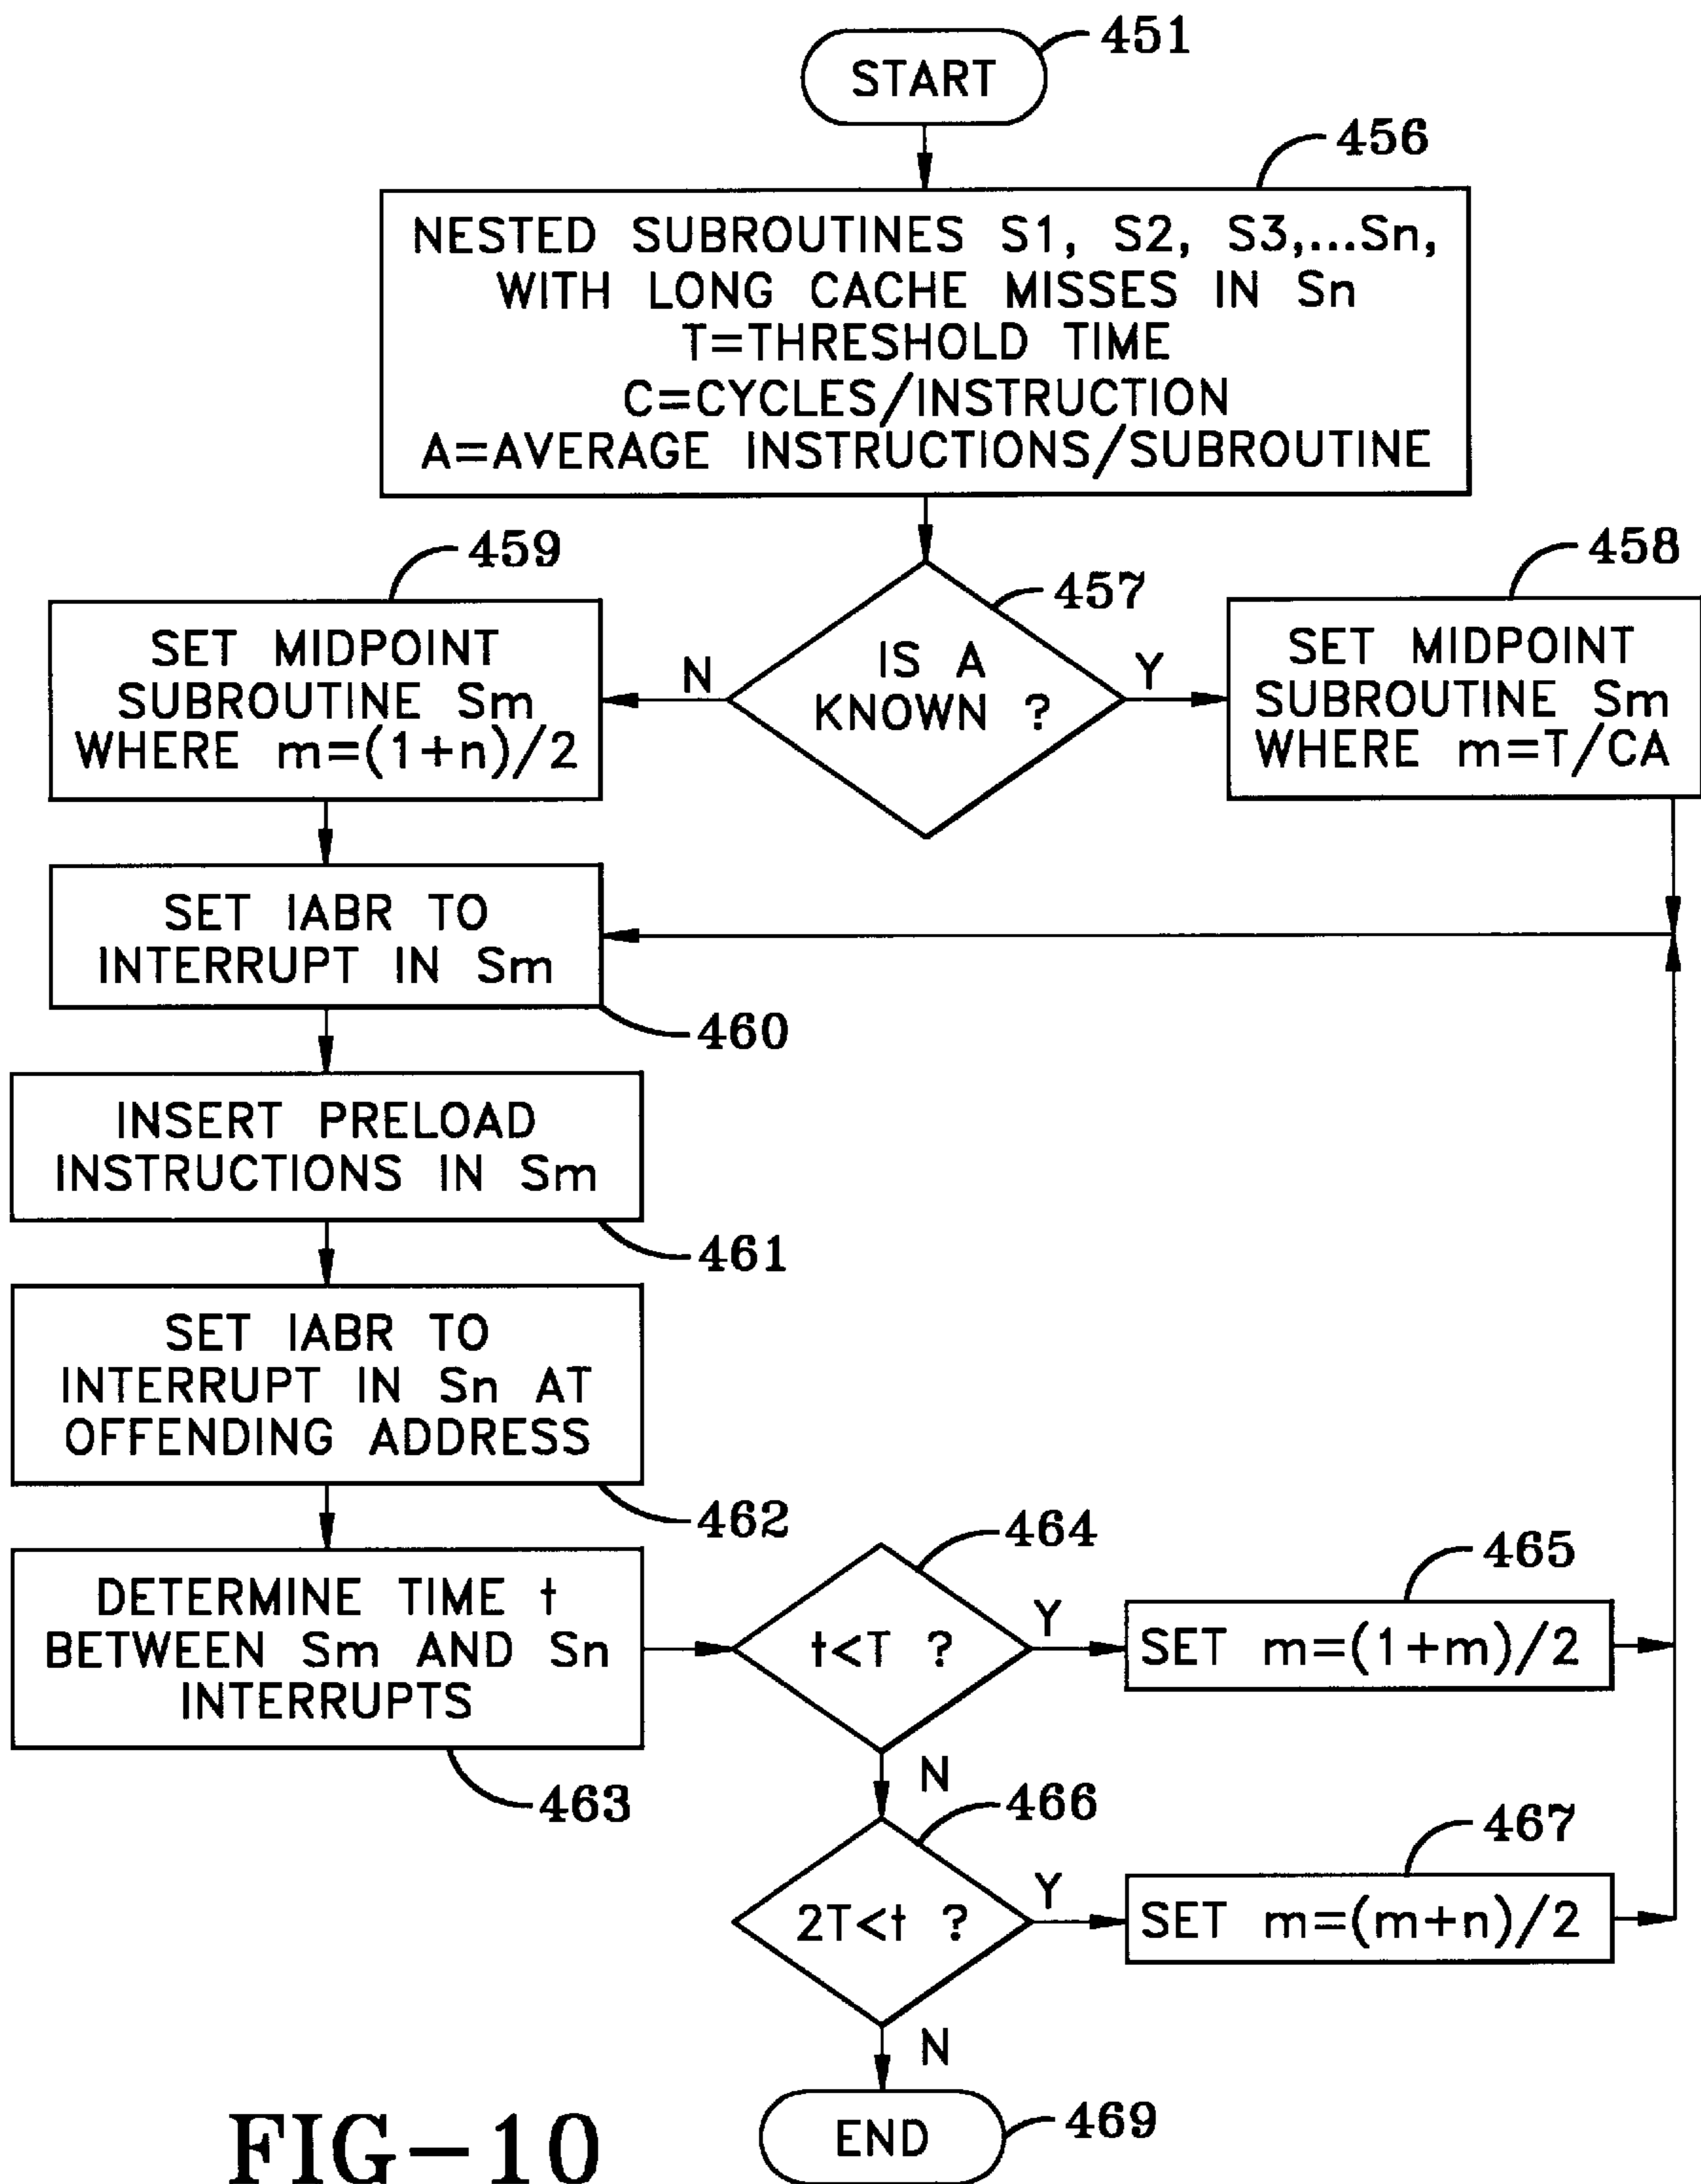 START
451
456
NESTED SUBROUTINES S1, S2, S3,...Sn,
WITH LONG CACHE MISSES IN Sn
T=THRESHOLD TIME
C=CYCLES/INSTRUCTION
A=AVERAGE INSTRUCTIONS/SUBROUTINE
457
IS A
KNOWN ?
N
Y
459
SET MIDPOINT
SUBROUTINE Sm
WHERE m=(1+n)/2
458
SET MIDPOINT
SUBROUTINE Sm
WHERE m=T/CA
SET IABR TO
INTERRUPT IN Sm
460
INSERT PRELOAD
INSTRUCTIONS IN Sm
461
SET IABR TO
INTERRUPT IN Sn AT
OFFENDING ADDRESS
462
DETERMINE TIME t
BETWEEN Sm AND Sn
INTERRUPTS
463
464
t<T ?
Y
465
SET m=(1+m)/2
N
466
2T<t ?
Y
467
SET m=(m+n)/2
N
END
469
FIG-10